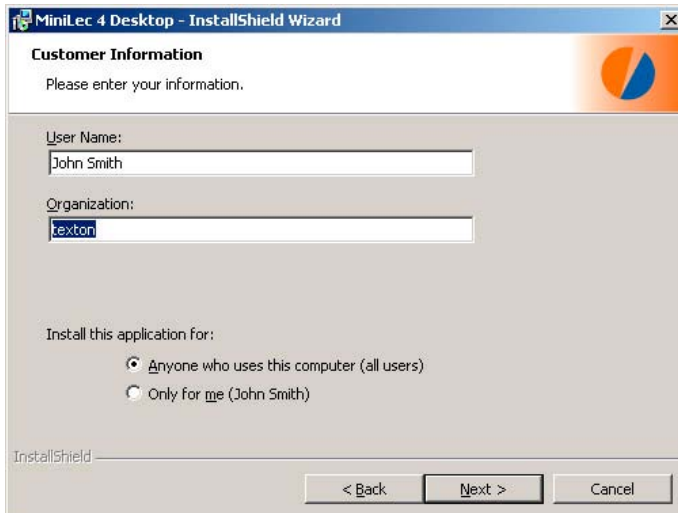 MiniLec 4 Desktop - InstallShield Wizard
Customer Information
Please enter your information.
User Name:
John Smith
Organization:
texton
Install this application for:
Anyone who uses this computer (all users)
Only for me (John Smith)
InstallShield
< Back Next > Cancel